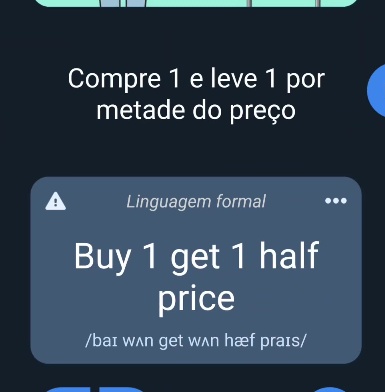 Compre 1 e leve 1 por
metade do preço
Linguagem formal
Buy 1 get 1 half
price
/baɪ wʌn get wʌn hæf praɪs/